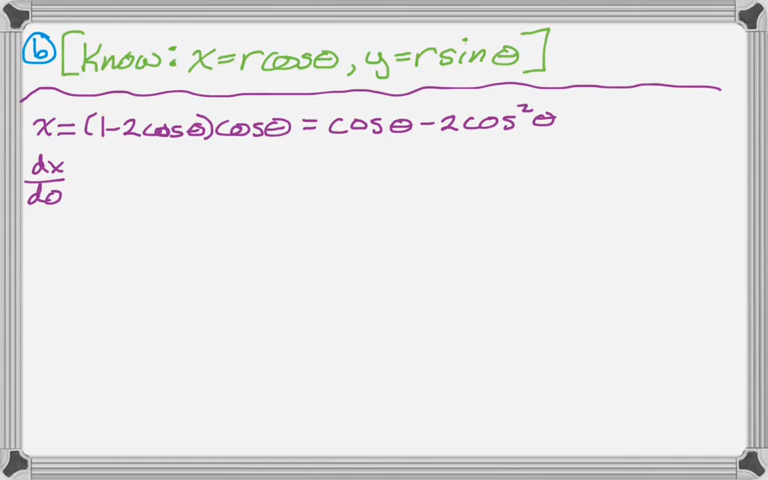 b [Know: x=rcosθ, y=rsinθ]
x=(1-2cosθ)cosθ = cosθ-2cos²θ
dx
dθ